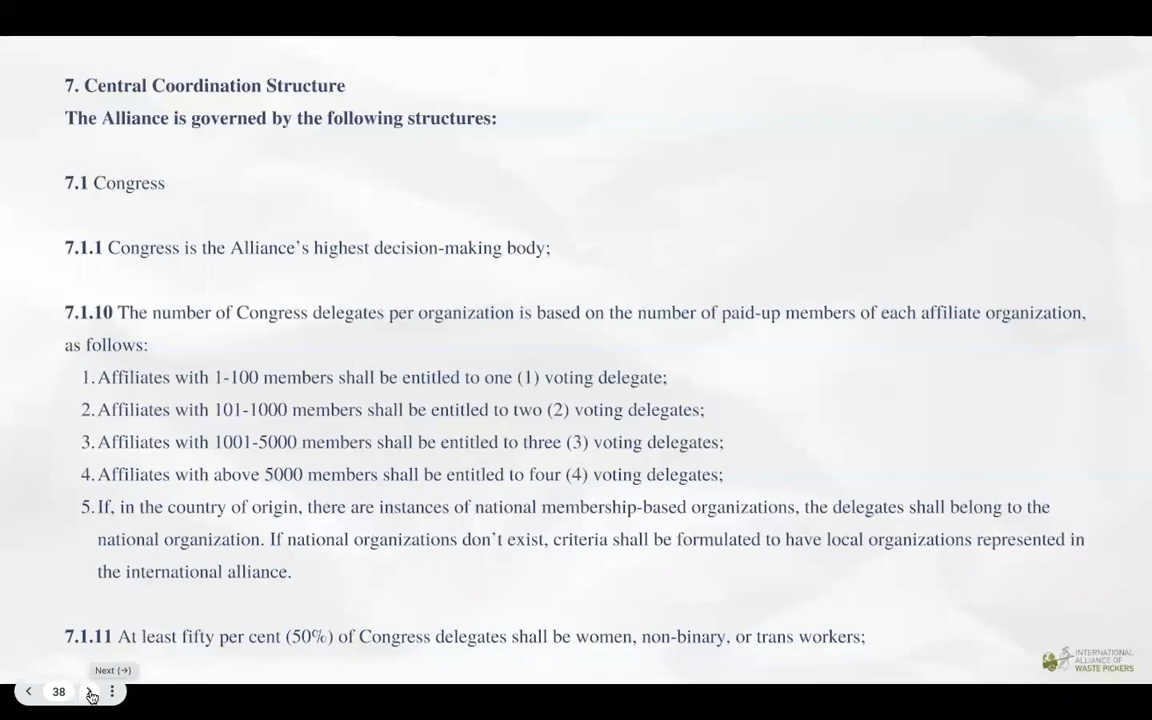 7. Central Coordination Structure
The Alliance is governed by the following structures:
7.1 Congress
7.1.1 Congress is the Alliance’s highest decision-making body;
7.1.10 The number of Congress delegates per organization is based on the number of paid-up members of each affiliate organization,
as follows:
1. Affiliates with 1-100 members shall be entitled to one (1) voting delegate;
2. Affiliates with 101-1000 members shall be entitled to two (2) voting delegates;
3. Affiliates with 1001-5000 members shall be entitled to three (3) voting delegates;
4. Affiliates with above 5000 members shall be entitled to four (4) voting delegates;
5. If, in the country of origin, there are instances of national membership-based organizations, the delegates shall belong to the
national organization. If national organizations don’t exist, criteria shall be formulated to have local organizations represented in
the international alliance.
7.1.11 At least fifty per cent (50%) of Congress delegates shall be women, non-binary, or trans workers;
INTERNATIONAL
ALLIANCE OF
WASTE PICKERS
Next (→)
38